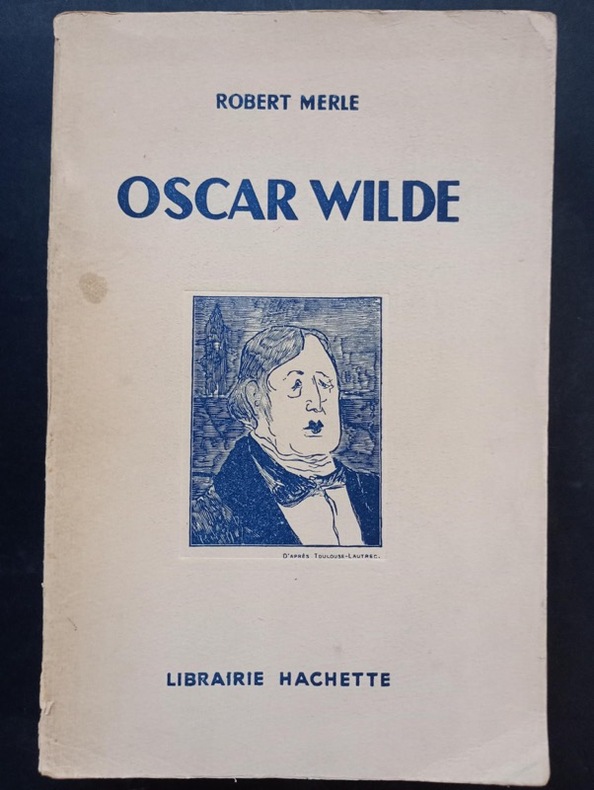 ROBERT MERLE
OSCAR WILDE
D'APRÈS TOULOUSE-LAUTREC.
LIBRAIRIE HACHETTE